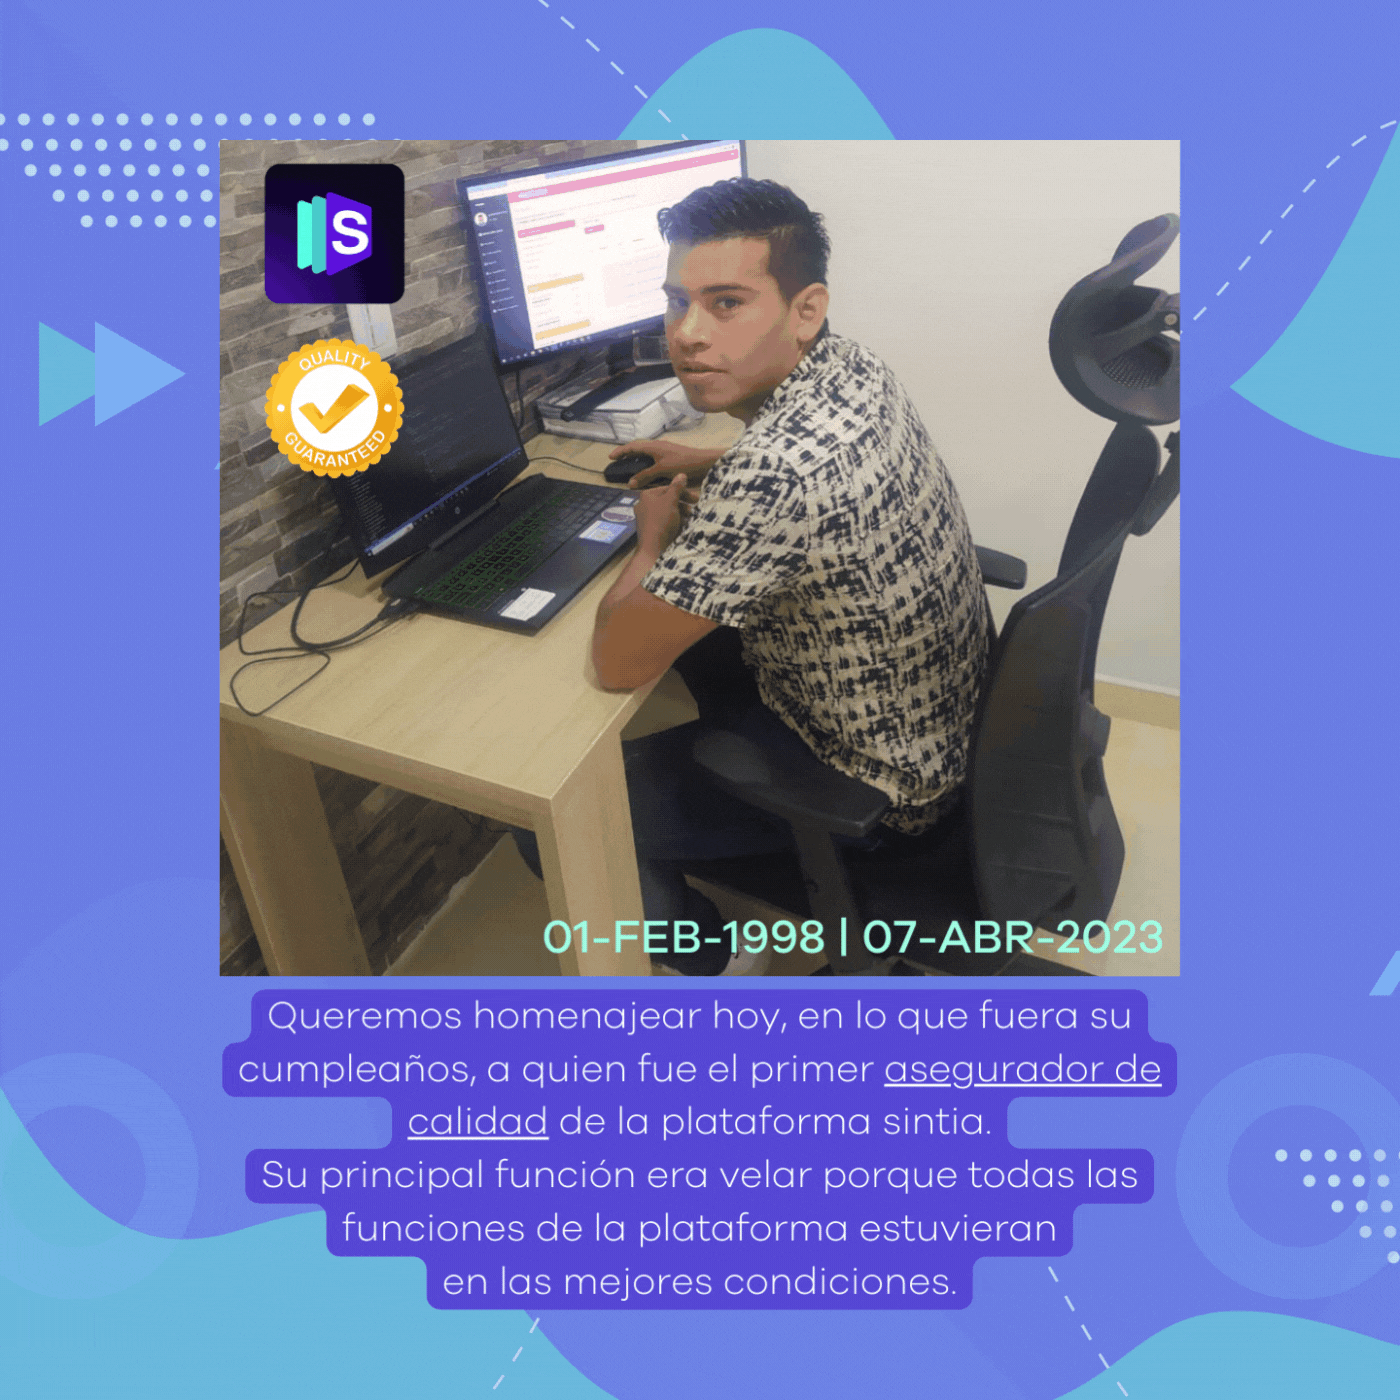 S
QUALITY
GUARANTEED
01-FEB-1998 | 07-ABR-2023
Queremos homenajear hoy, en lo que fuera su
cumpleaños, a quien fue el primer asegurador de
calidad de la plataforma sintia.
Su principal función era velar porque todas las
funciones de la plataforma estuvieran
en las mejores condiciones.